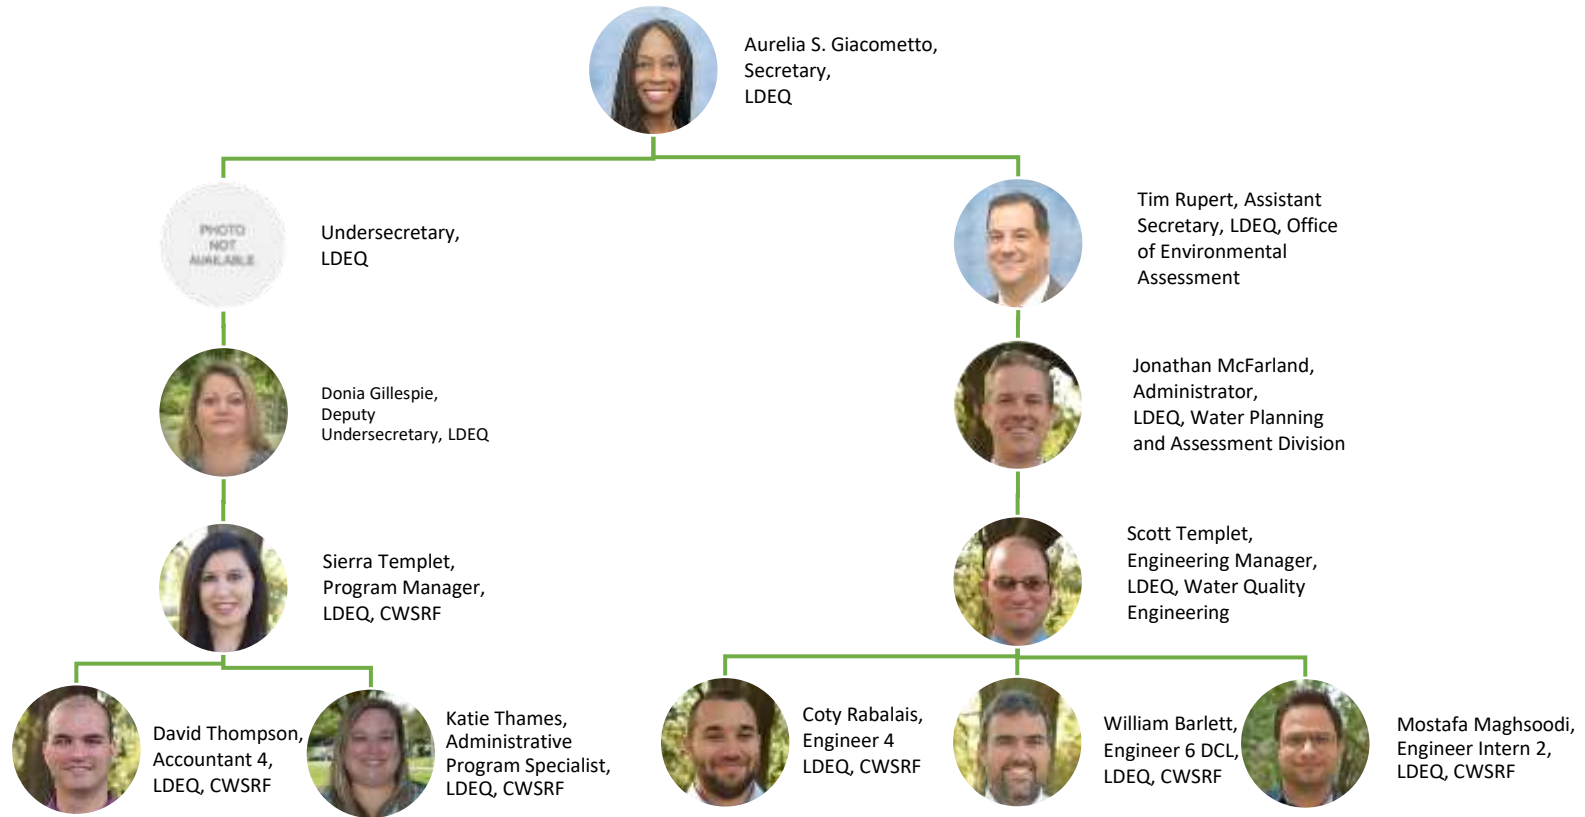 Aurelia S. Giacometto,
Secretary,
LDEQ
PHOTO
NOT
AVAILABLE
Undersecretary,
LDEQ
Tim Rupert, Assistant
Secretary, LDEQ, Office
of Environmental
Assessment
Donia Gillespie,
Deputy
Undersecretary, LDEQ
Jonathan McFarland,
Administrator,
LDEQ, Water Planning
and Assessment Division
Sierra Templet,
Program Manager,
LDEQ, CWSRF
Scott Templet,
Engineering Manager,
LDEQ, Water Quality
Engineering
David Thompson,
Accountant 4,
LDEQ, CWSRF
Katie Thames,
Administrative
Program Specialist,
LDEQ, CWSRF
Coty Rabalais,
Engineer 4
LDEQ, CWSRF
William Barlett,
Engineer 6 DCL,
LDEQ, CWSRF
Mostafa Maghsoodi,
Engineer Intern 2,
LDEQ, CWSRF